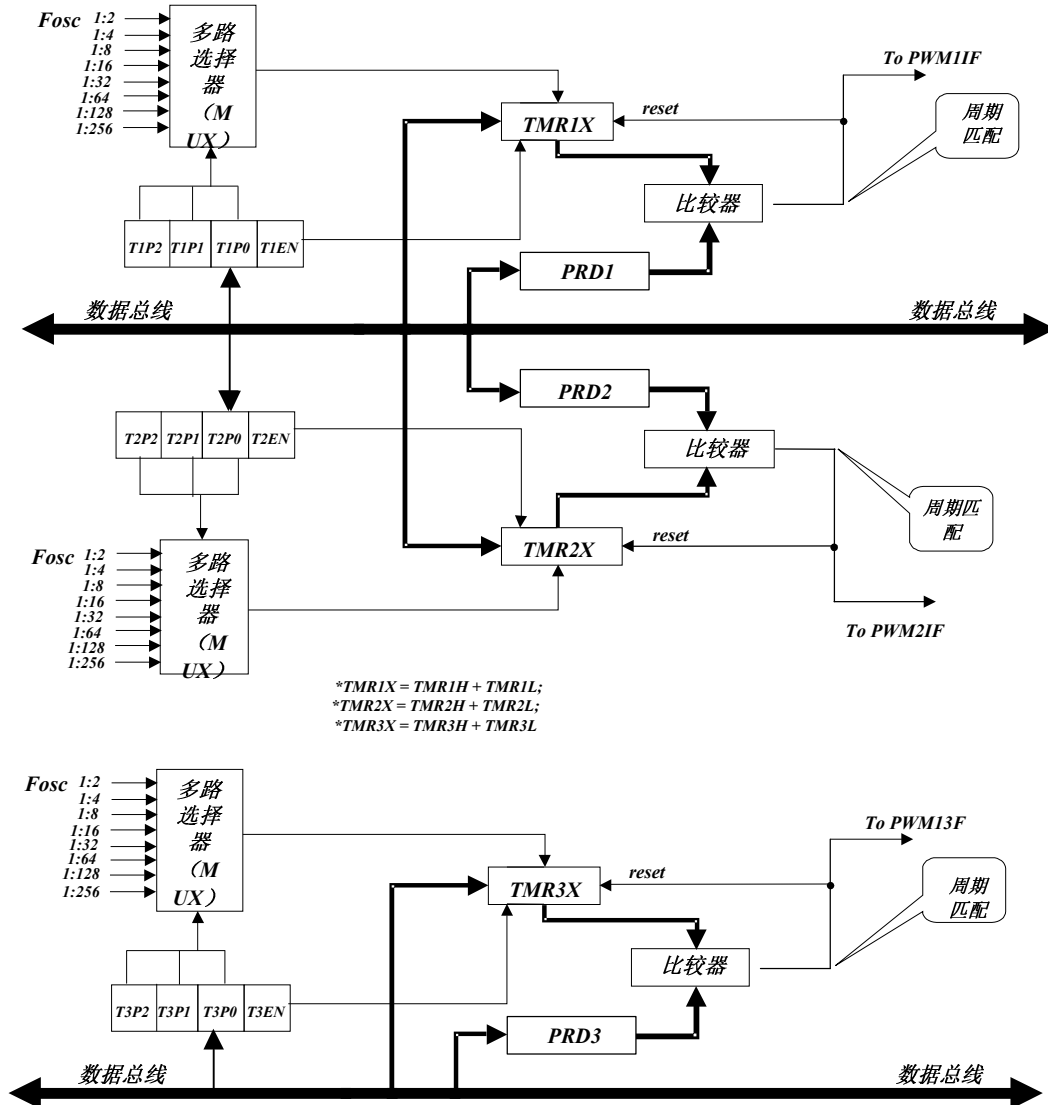 Fosc 1:2
1:4
1:8
1:16
1:32
1:64
1:128
1:256
多路
选择
器
（M
UX）
To PWM1IF
reset
TMR1X
周期
匹配
比较器
T1P2 T1P1 T1P0 T1EN
PRD1
数据总线 数据总线
PRD2
T2P2 T2P1 T2P0 T2EN
比较器
周期匹
配
TMR2X
reset
Fosc 1:2
1:4
1:8
1:16
1:32
1:64
1:128
1:256
多路
选择
器
（M
UX）
To PWM2IF
*TMR1X = TMR1H + TMR1L;
*TMR2X = TMR2H + TMR2L;
*TMR3X = TMR3H + TMR3L
Fosc 1:2
1:4
1:8
1:16
1:32
1:64
1:128
1:256
多路
选择
器
（M
UX）
To PWM13F
reset
TMR3X
周期
匹配
比较器
T3P2 T3P1 T3P0 T3EN
PRD3
数据总线 数据总线